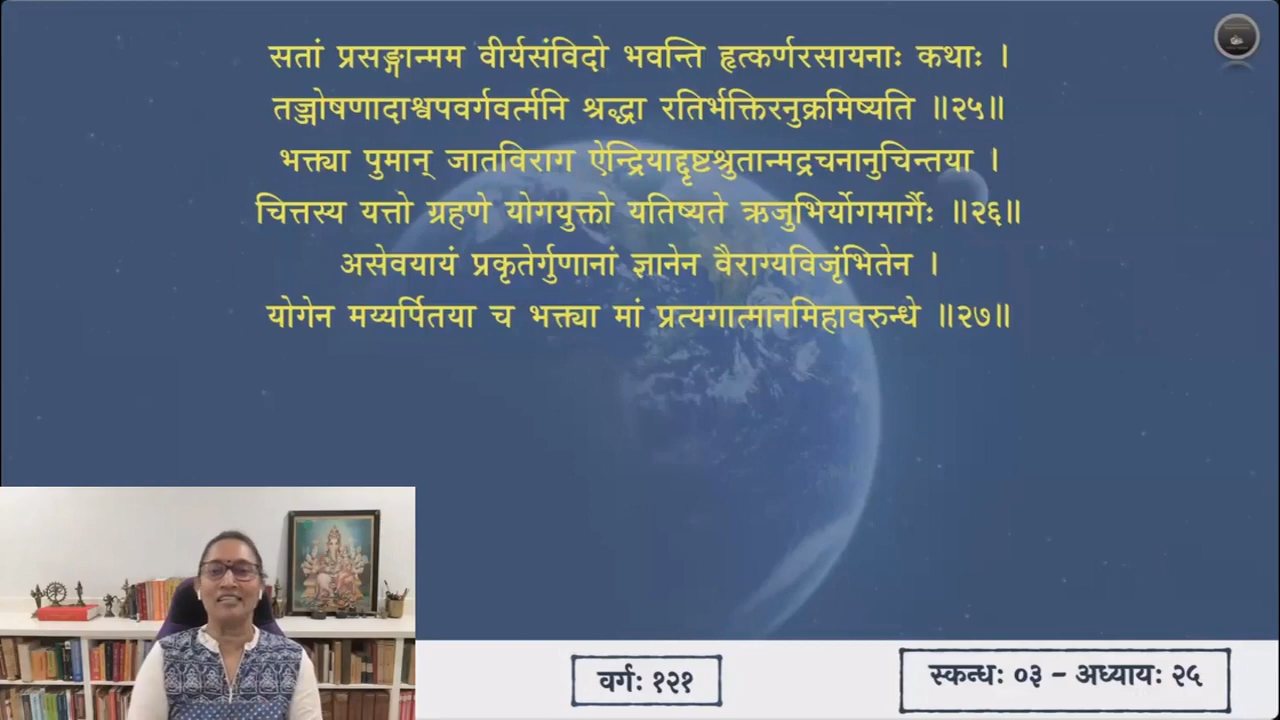 सतां प्रसङ्गान्मम वीर्यसंविदो भवन्ति हृत्कर्णरसायनाः कथाः ।
तज्जोषणादाश्वपवर्गवर्त्मनि श्रद्धा रतिर्भक्तिरनुक्रमिष्यति ॥२५॥
भक्त्या पुमान् जातविराग ऐन्द्रियाद्दृष्टश्रुतान्मद्रचनानुचिन्तया ।
चित्तस्य यत्तो ग्रहणे योगयुक्तो यतिष्यते ऋजुभिर्योगमार्गैः ॥२६॥
असेवयायं प्रकृतेर्गुणानां ज्ञानेन वैराग्यविजृंभितेन ।
योगेन मय्यर्पितया च भक्त्या मां प्रत्यगात्मानमिहावरुन्धे ॥२७॥
वर्गः १२१
स्कन्धः ०३ - अध्यायः २५